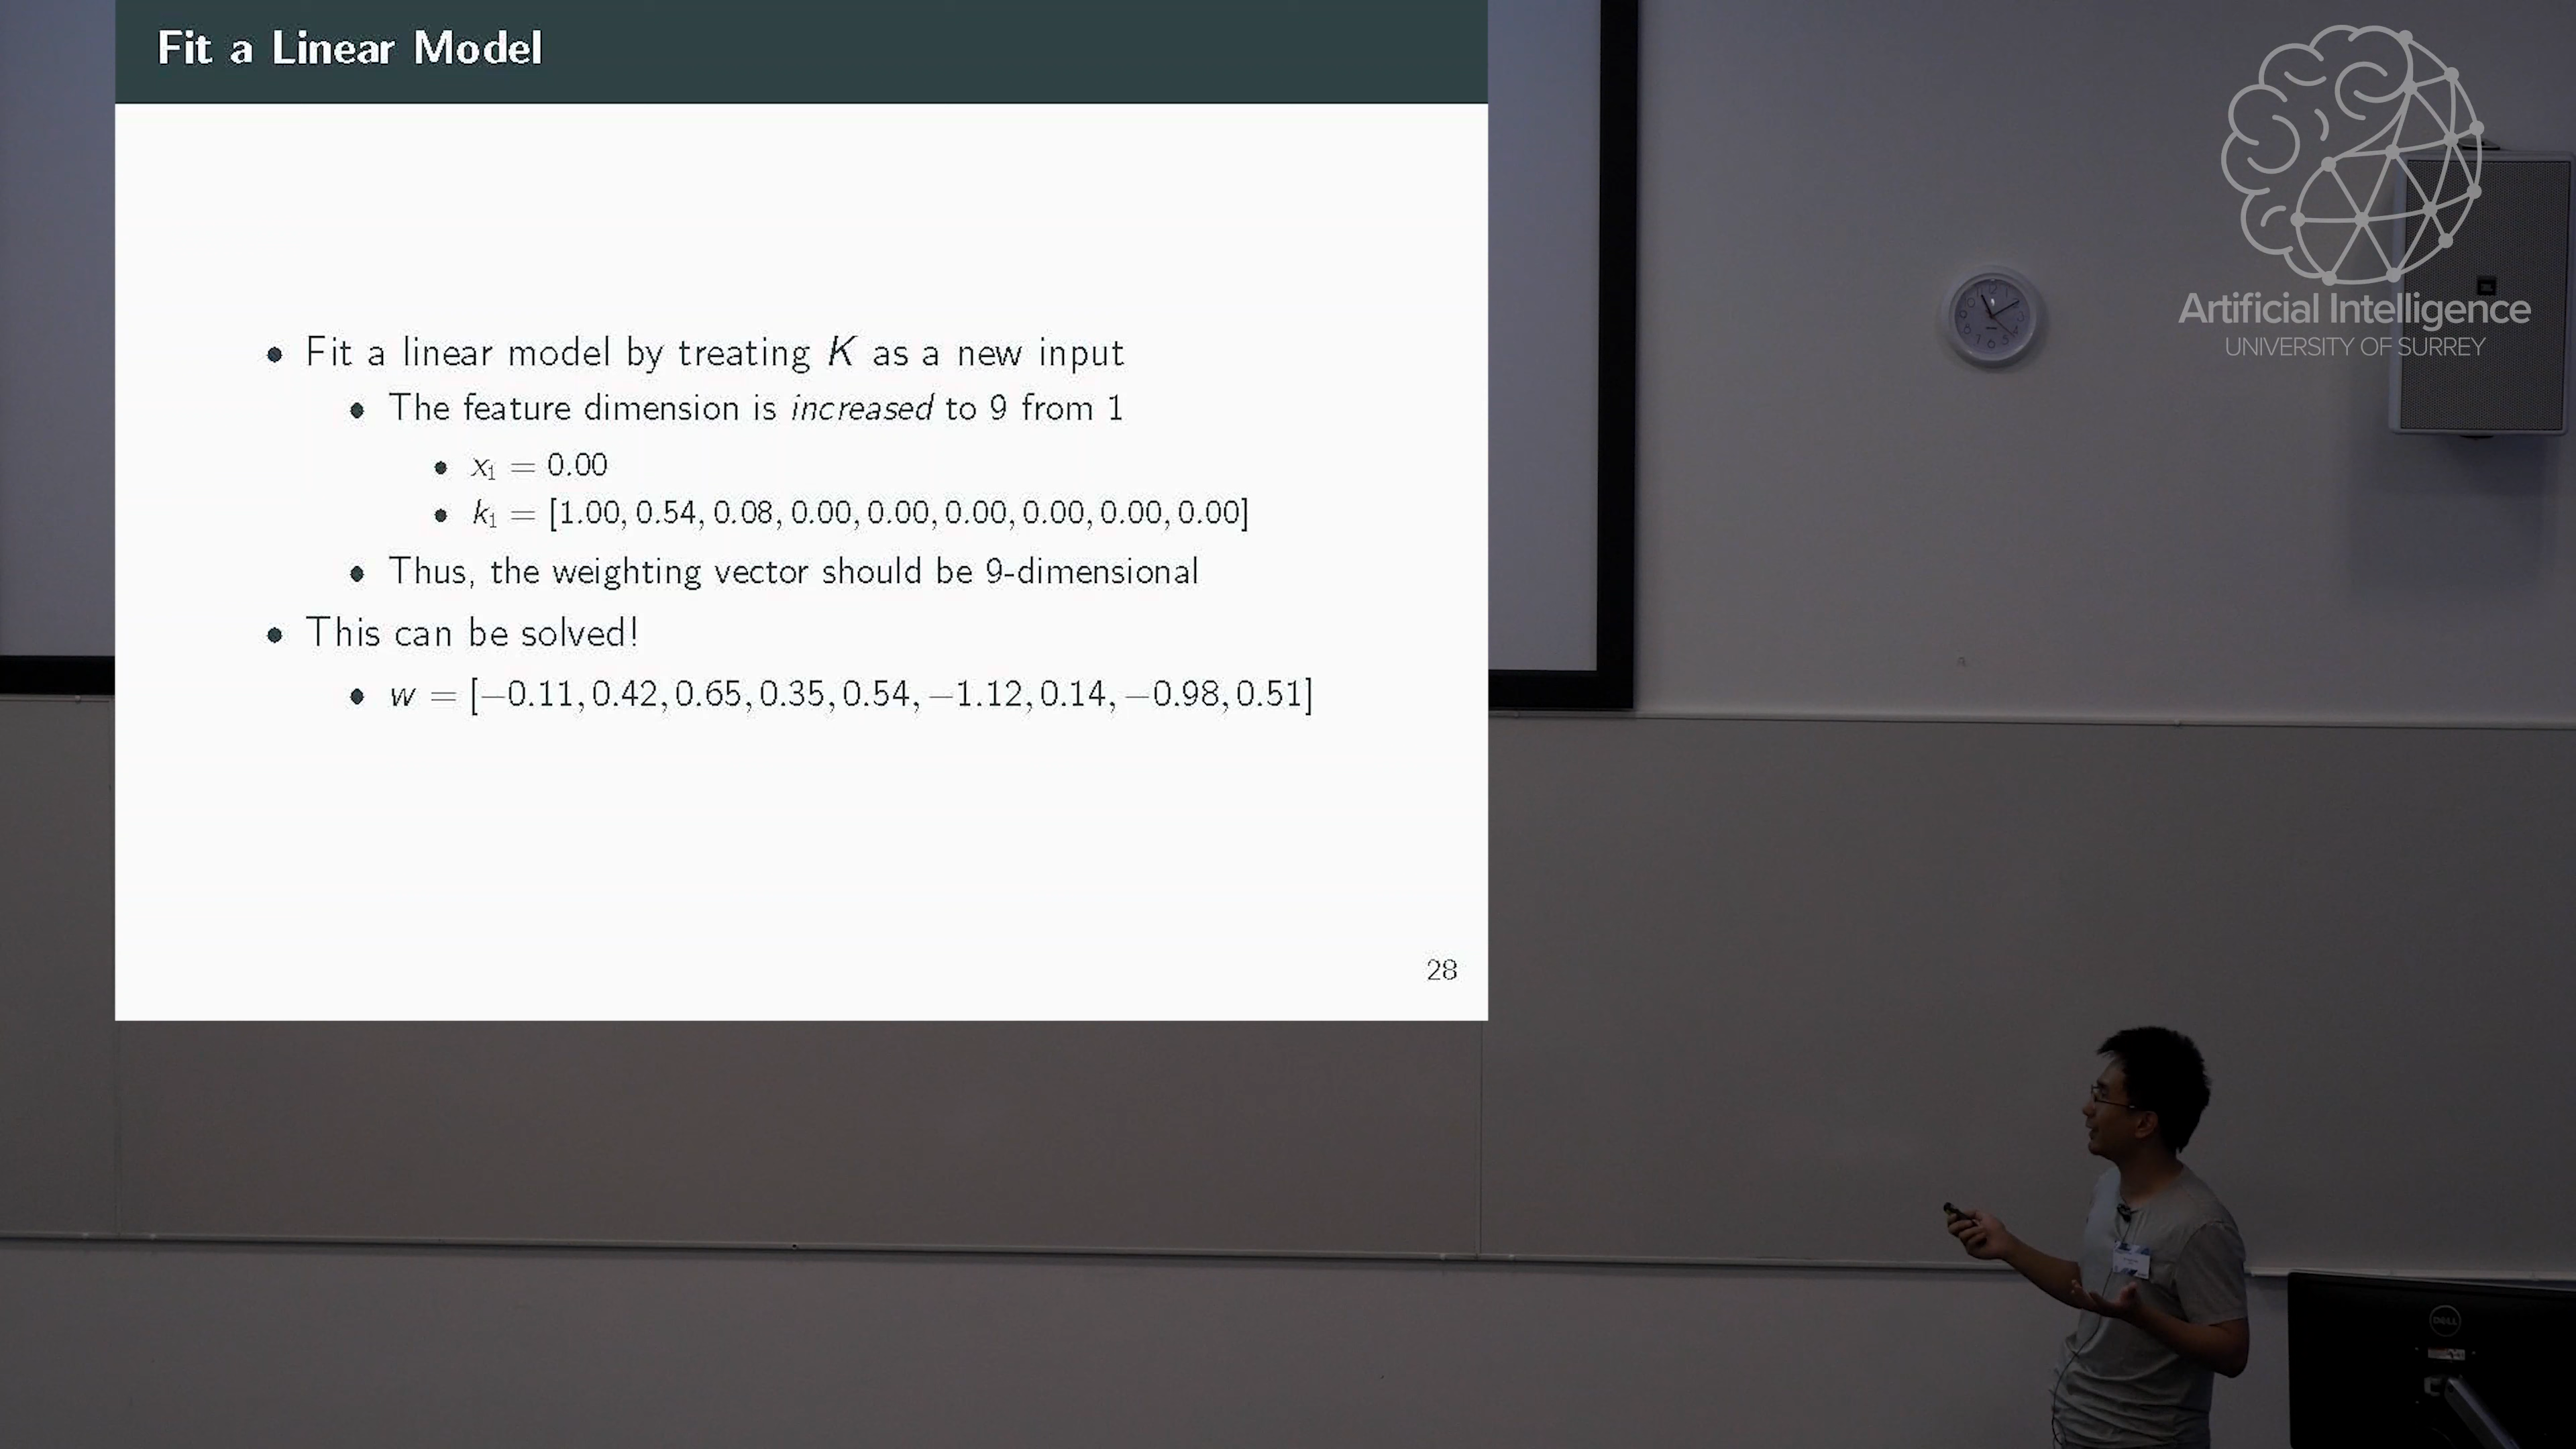 Fit a Linear Model
• Fit a linear model by treating K as a new input
• The feature dimension is increased to 9 from 1
• x₁ = 0.00
• k₁ = [1.00, 0.54, 0.08, 0.00, 0.00, 0.00, 0.00, 0.00, 0.00]
• Thus, the weighting vector should be 9-dimensional
• This can be solved!
• w = [−0.11, 0.42, 0.65, 0.35, 0.54, −1.12, 0.14, −0.98, 0.51]
28
Artificial Intelligence
UNIVERSITY OF SURREY
DELL